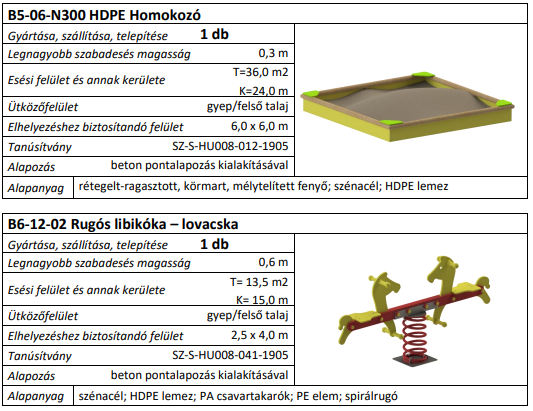 B5-06-N300 HDPE Homokozó
Gyártása, szállítása, telepítése 1 db
Legnagyobb szabadesés magasság 0,3 m
Esési felület és annak kerülete T=36,0 m2
K=24,0 m
Ütközőfelület gyep/felső talaj
Elhelyezéshez biztosítandó felület 6,0 x 6,0 m
Tanúsítvány SZ-S-HU008-012-1905
Alapozás beton pontalapozás kialakításával
Alapanyag rétegelt-ragasztott, körmart, mélytelített fenyő; szénacél; HDPE lemez
B6-12-02 Rugós libikóka – lovacska
Gyártása, szállítása, telepítése 1 db
Legnagyobb szabadesés magasság 0,6 m
Esési felület és annak kerülete T= 13,5 m2
K= 15,0 m
Ütközőfelület gyep/felső talaj
Elhelyezéshez biztosítandó felület 2,5 x 4,0 m
Tanúsítvány SZ-S-HU008-041-1905
Alapozás beton pontalapozás kialakításával
Alapanyag szénacél; HDPE lemez; PA csavartakarók; PE elem; spirálrugó